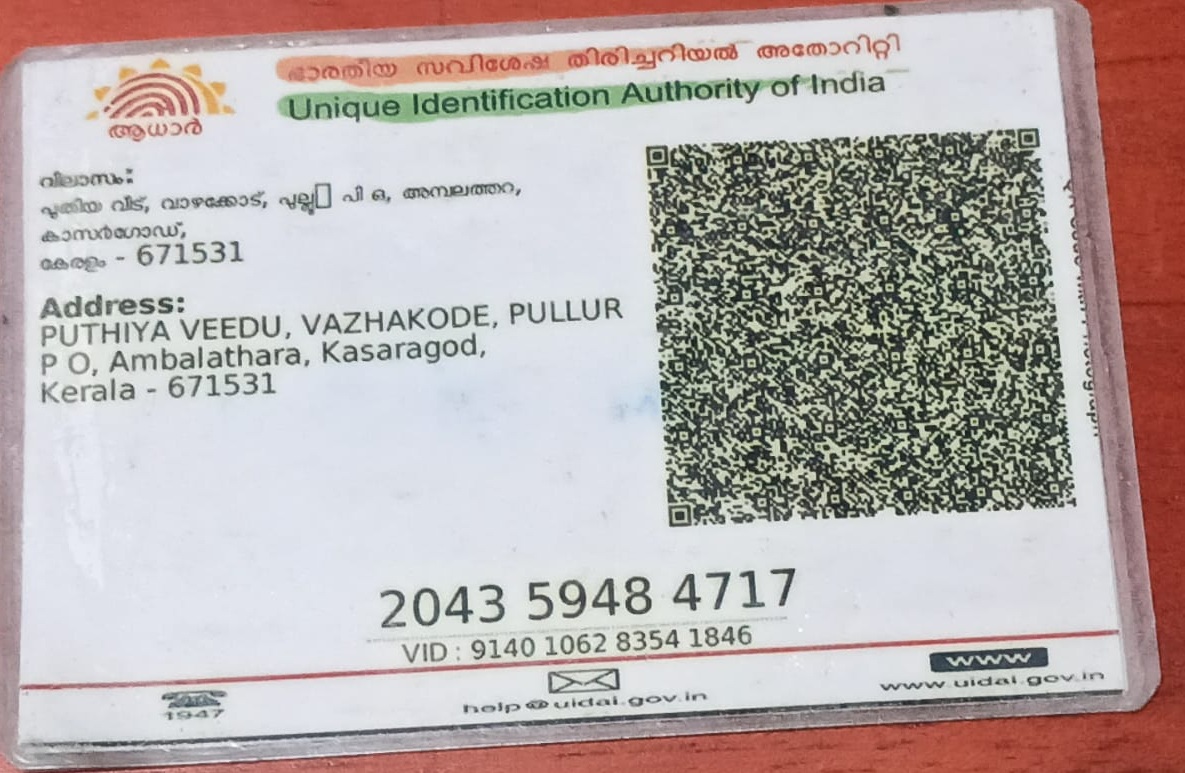 ഭാരതീയ സവിശേഷ തിരിച്ചറിയൽ അതോറിറ്റി
Unique Identification Authority of India
ആധാർ
വിലാസം:
പുതിയ വീട്, വാഴക്കോട്, പുല്ലൂ□ പി ഒ, അമ്പലത്തറ,
കാസർഗോഡ്,
കേരളം - 671531
Address:
PUTHIYA VEEDU, VAZHAKODE, PULLUR
P O, Ambalathara, Kasaragod,
Kerala - 671531
2043 5948 4717
VID : 9140 1062 8354 1846
1947
help@uidai.gov.in
www
www.uidai.gov.in